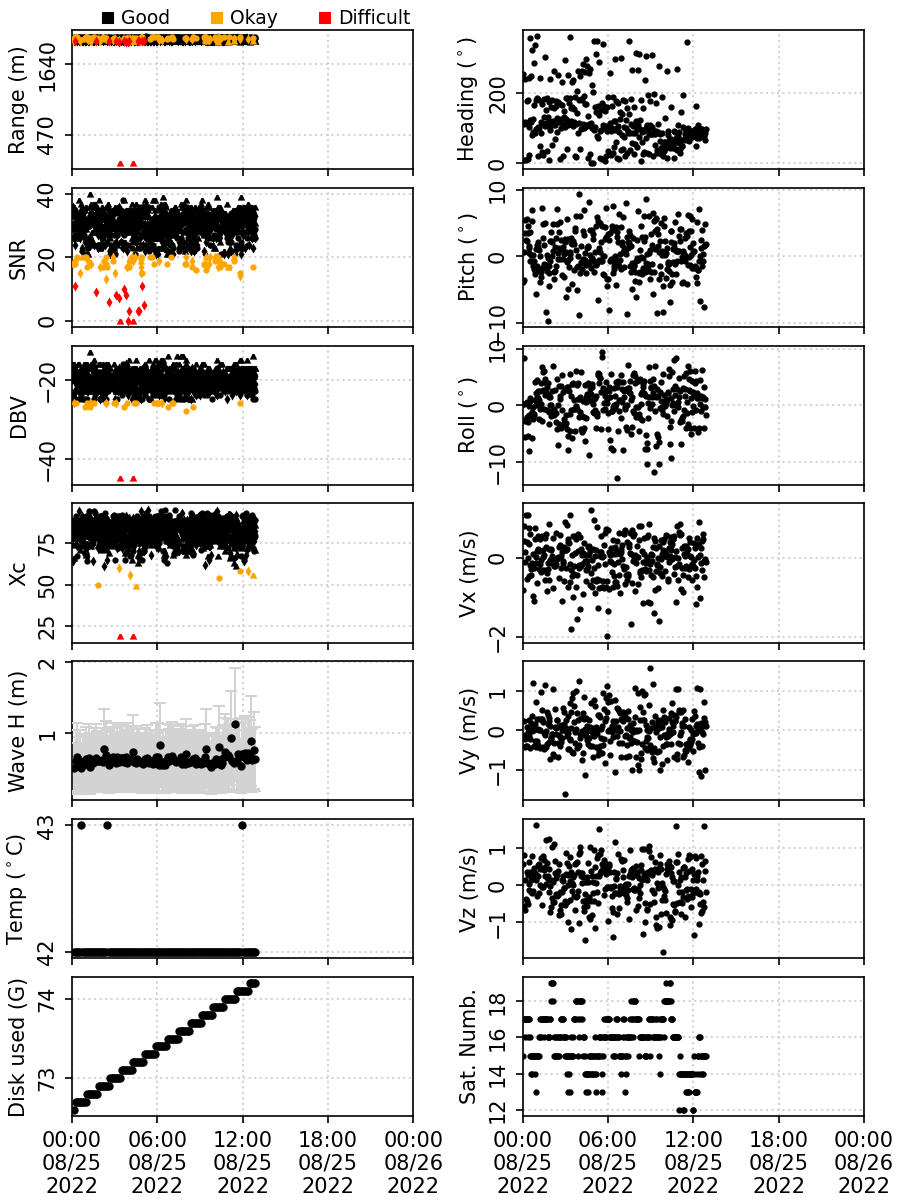 Good Okay Difficult
Range (m)
1640
470
Heading (°)
200
0
SNR
40
20
0
Pitch (°)
10
0
−10
DBV
−20
−40
Roll (°)
10
0
−10
Xc
75
50
25
Vx (m/s)
0
−2
Wave H (m)
2
1
Vy (m/s)
1
−1
Temp (°C)
43
42
Vz (m/s)
1
0
−1
Disk used (G)
74
73
Sat. Numb.
18
16
14
12
00:00 06:00 12:00 18:00 00:00
08/25 08/25 08/25 08/25 08/26
2022 2022 2022 2022 2022
00:00 06:00 12:00 18:00 00:00
08/25 08/25 08/25 08/25 08/26
2022 2022 2022 2022 2022